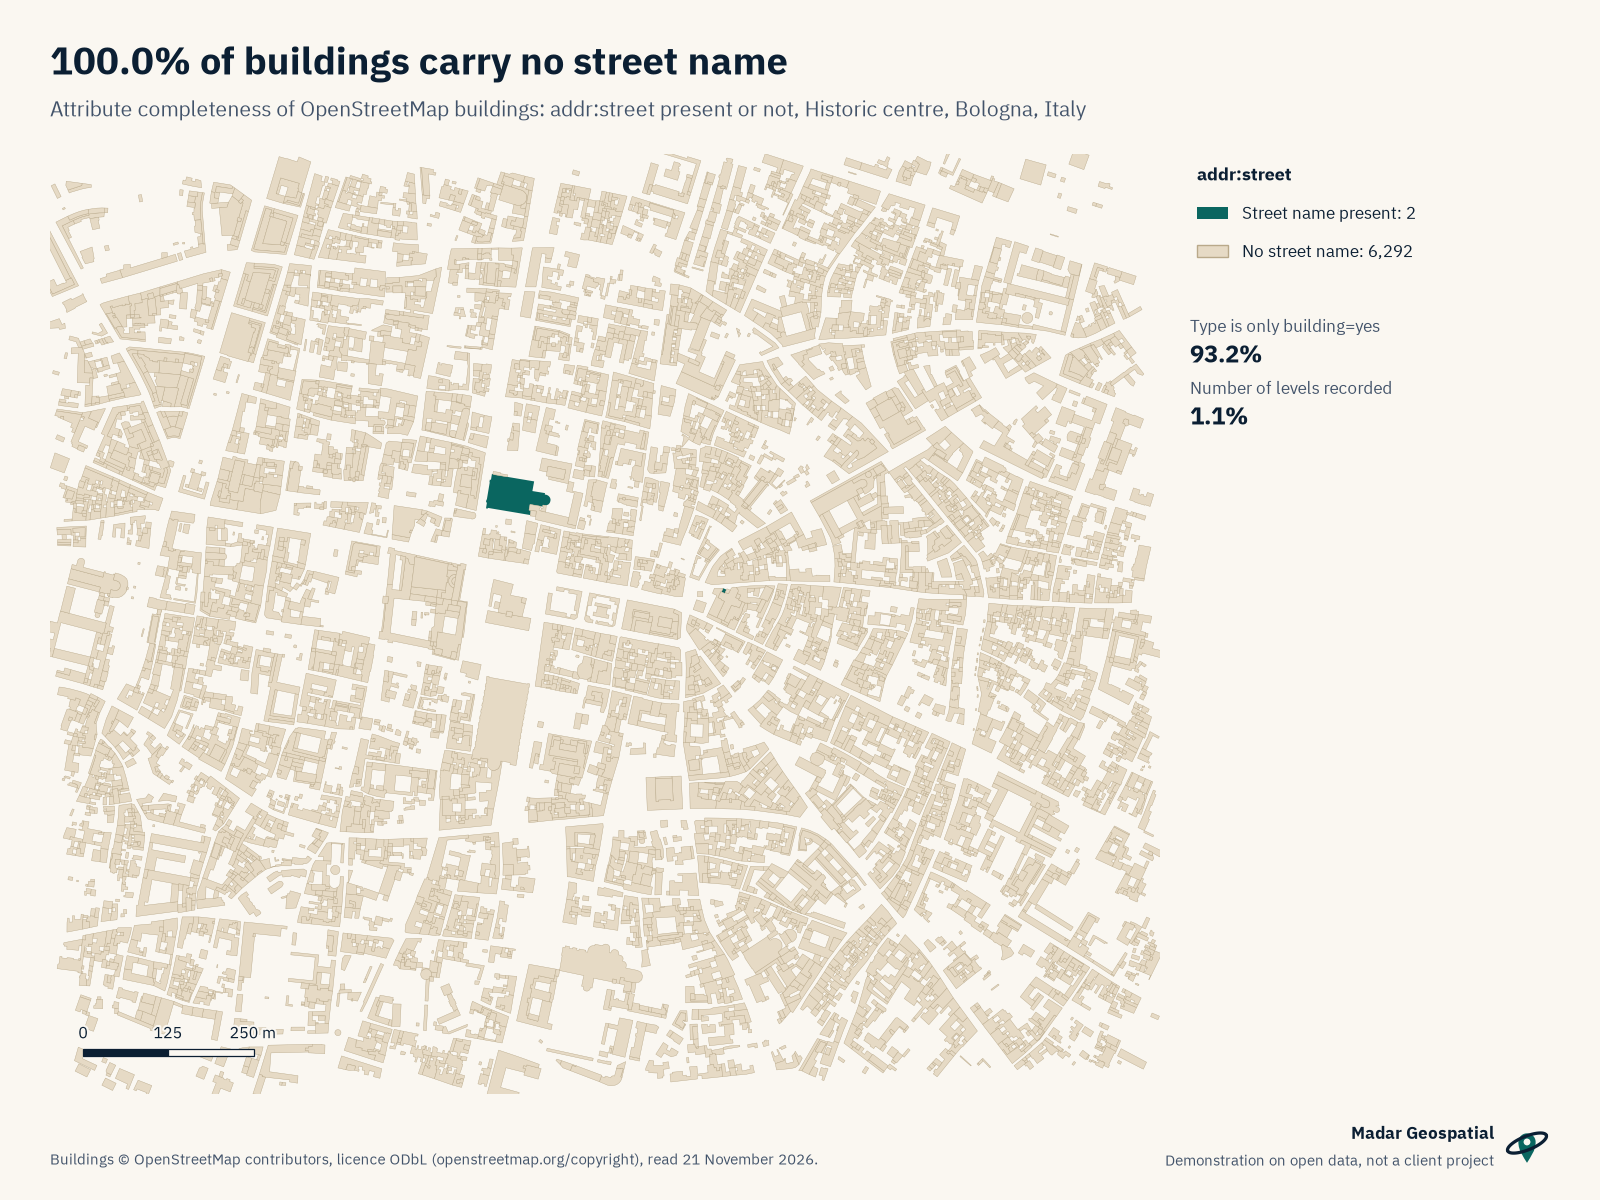 100.0% of buildings carry no street name
Attribute completeness of OpenStreetMap buildings: addr:street present or not, Historic centre, Bologna, Italy
addr:street
Street name present: 2
No street name: 6,292
Type is only building=yes
93.2%
Number of levels recorded
1.1%
0 125 250 m
Madar Geospatial
Buildings © OpenStreetMap contributors, licence ODbL (openstreetmap.org/copyright), read 21 November 2026.
Demonstration on open data, not a client project